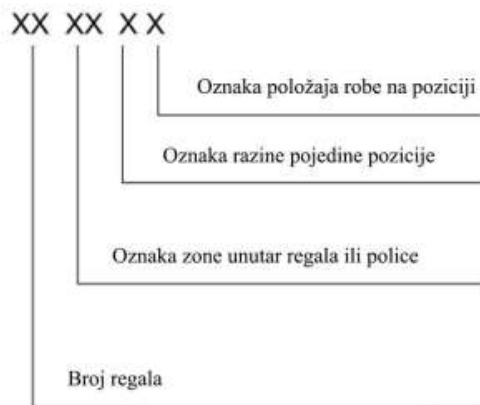 XX XX X X
Oznaka položaja robe na poziciji
Oznaka razine pojedine pozicije
Oznaka zone unutar regala ili police
Broj regala